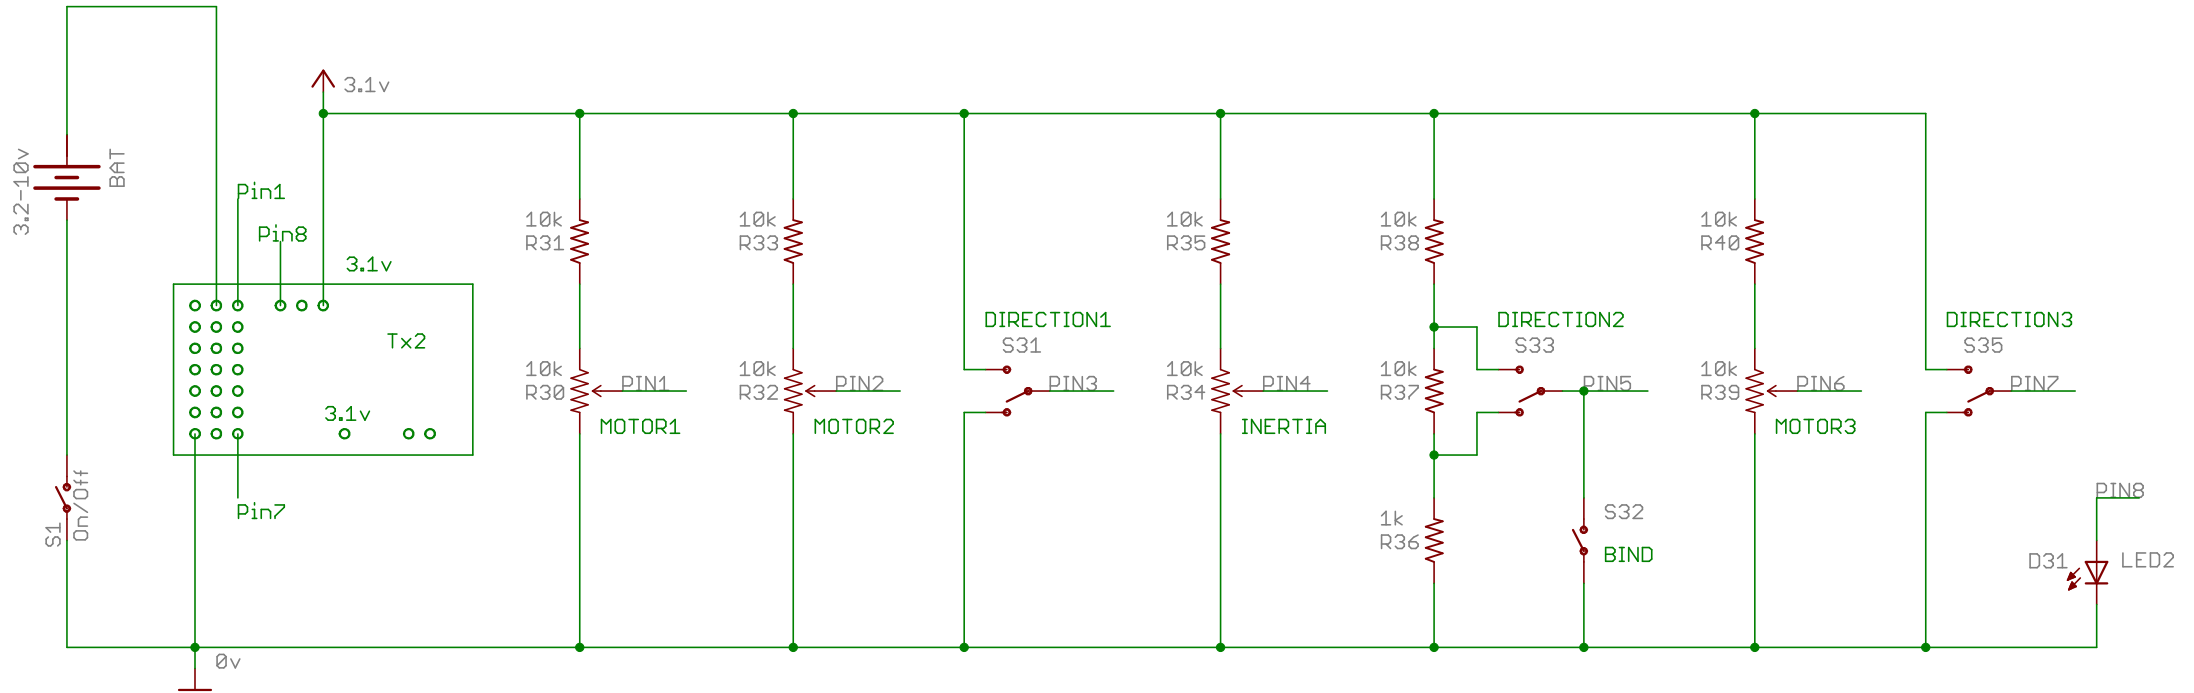 3.1v
3.2-10v
BAT
Pin1
Pin8
3.1v
Tx2
3.1v
Pin7
S1
On/Off
0v
10k
R31
10k
R30
PIN1
MOTOR1
10k
R33
10k
R32
PIN2
MOTOR2
DIRECTION1
S31
PIN3
10k
R35
10k
R34
PIN4
INERTIA
10k
R38
10k
R37
1k
R36
DIRECTION2
S33
PIN5
S32
BIND
10k
R40
10k
R39
PIN6
MOTOR3
DIRECTION3
S35
PIN7
PIN8
D31
LED2